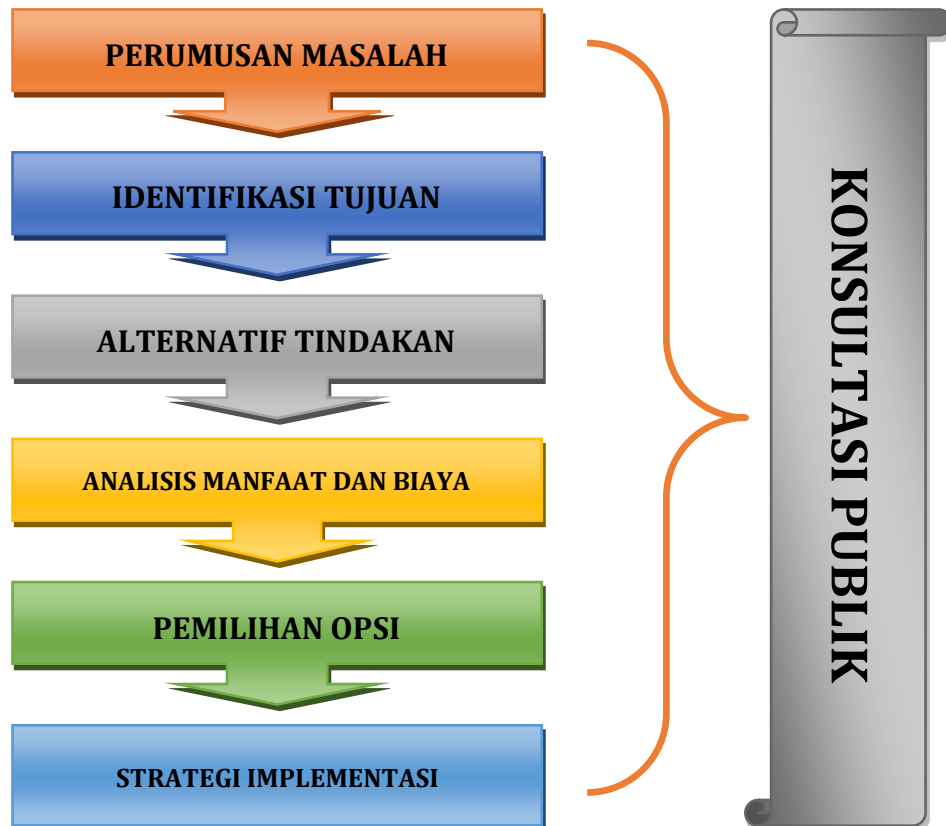 PERUMUSAN MASALAH
IDENTIFIKASI TUJUAN
ALTERNATIF TINDAKAN
ANALISIS MANFAAT DAN BIAYA
PEMILIHAN OPSI
STRATEGI IMPLEMENTASI
KONSULTASI PUBLIK